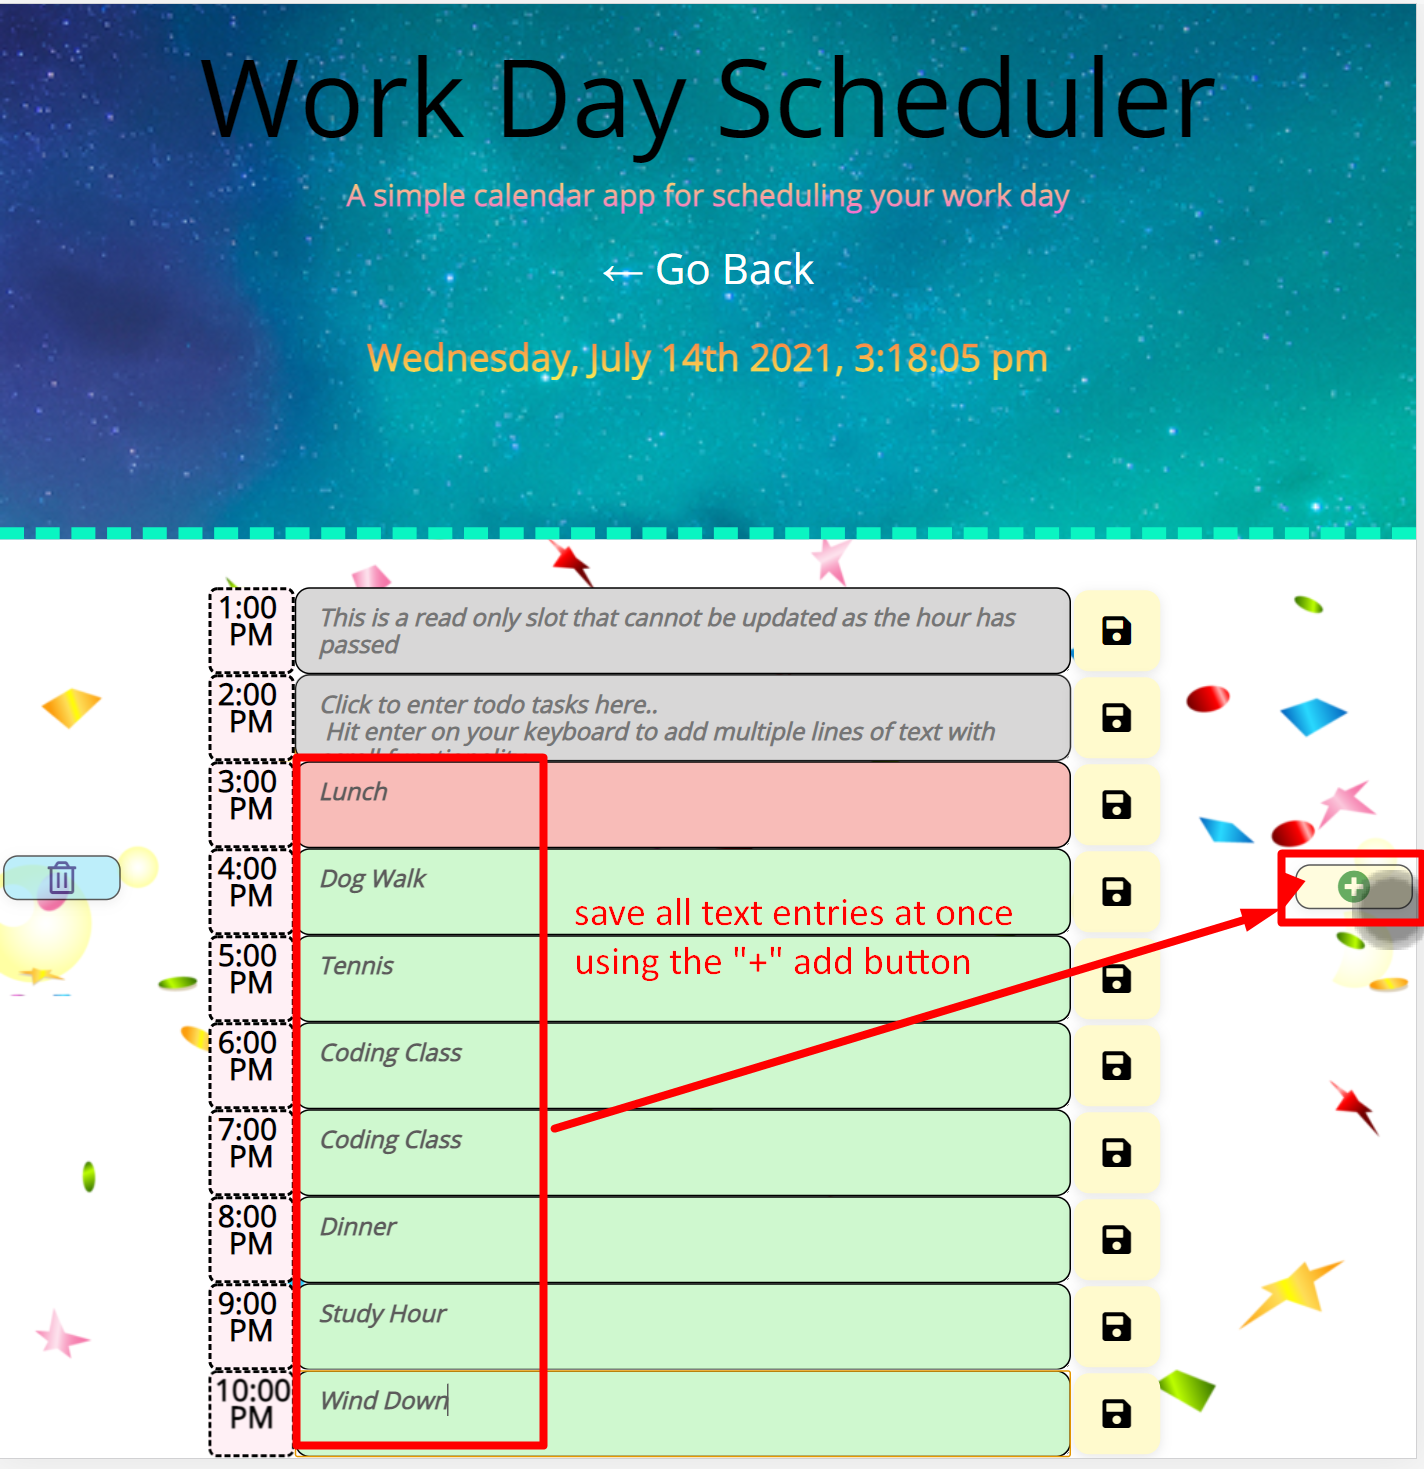 Work Day Scheduler
A simple calendar app for scheduling your work day
← Go Back
Wednesday, July 14th 2021, 3:18:05 pm
1:00
PM
This is a read only slot that cannot be updated as the hour has
passed
2:00
PM
Click to enter todo tasks here..
Hit enter on your keyboard to add multiple lines of text with
3:00
PM
Lunch
4:00
PM
Dog Walk
save all text entries at once
using the "+" add button
5:00
PM
Tennis
6:00
PM
Coding Class
7:00
PM
Coding Class
8:00
PM
Dinner
9:00
PM
Study Hour
10:00
PM
Wind Down